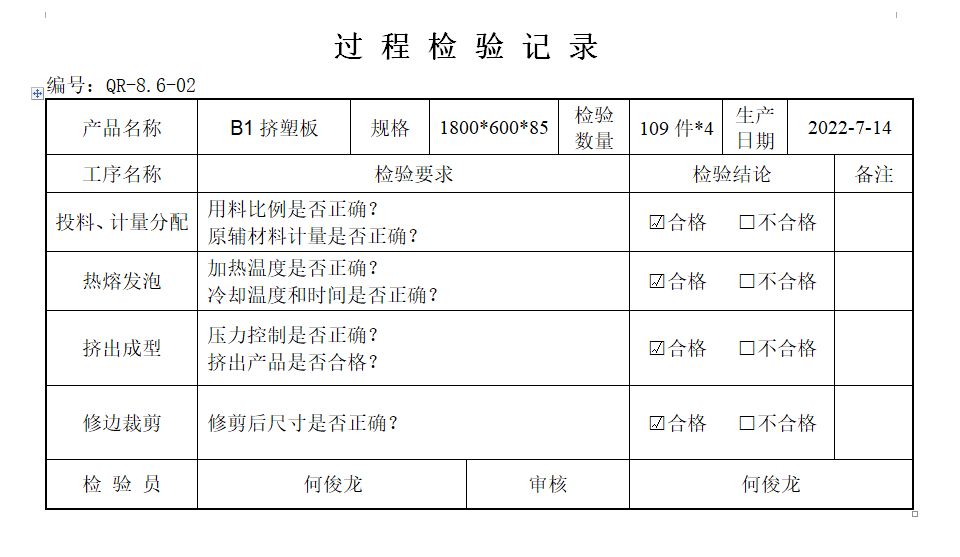 过 程 检 验 记 录
编号：QR-8.6-02
产品名称 B1挤塑板 规格 1800*600*85 检验数量 109 件*4 生产日期 2022-7-14
工序名称 检验要求 检验结论 备注
投料、计量分配 用料比例是否正确？
原辅材料计量是否正确？ ☑合格 □不合格
热熔发泡 加热温度是否正确？
冷却温度和时间是否正确？ ☑合格 □不合格
挤出成型 压力控制是否正确？
挤出产品是否合格？ ☑合格 □不合格
修边裁剪 修剪后尺寸是否正确？ ☑合格 □不合格
检 验 员 何俊龙 审核 何俊龙